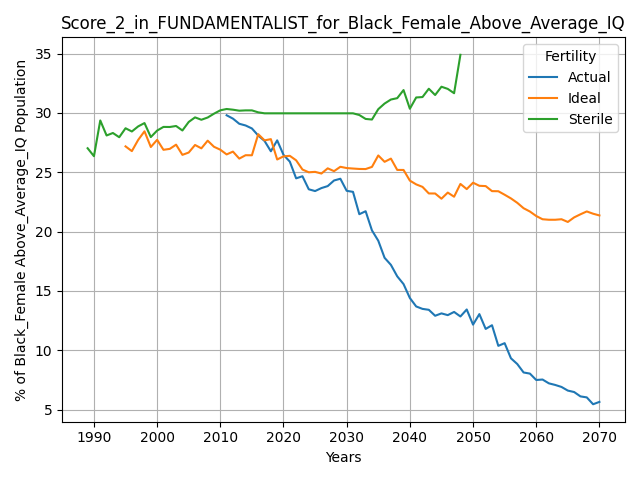 Score_2_in_FUNDAMENTALIST_for_Black_Female_Above_Average_IQ
% of Black_Female Above_Average_IQ Population
35
30
25
20
15
10
5
1990 2000 2010 2020 2030 2040 2050 2060 2070
Years
Fertility
Actual
Ideal
Sterile